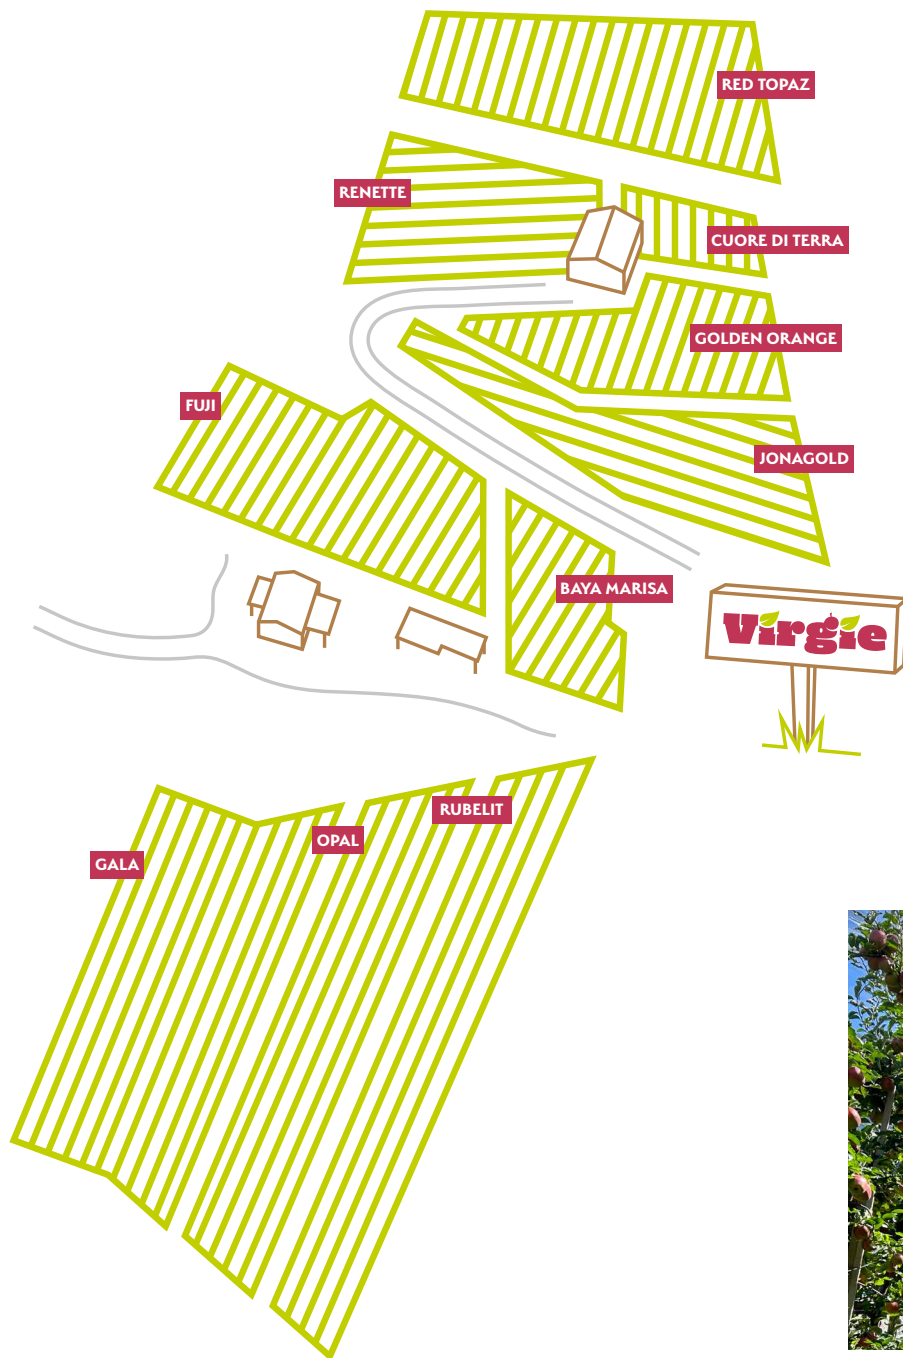 RED TOPAZ
RENETTE
CUORE DI TERRA
GOLDEN ORANGE
FUJI
JONAGOLD
BAYA MARISA
Virgie
RUBELIT
OPAL
GALA